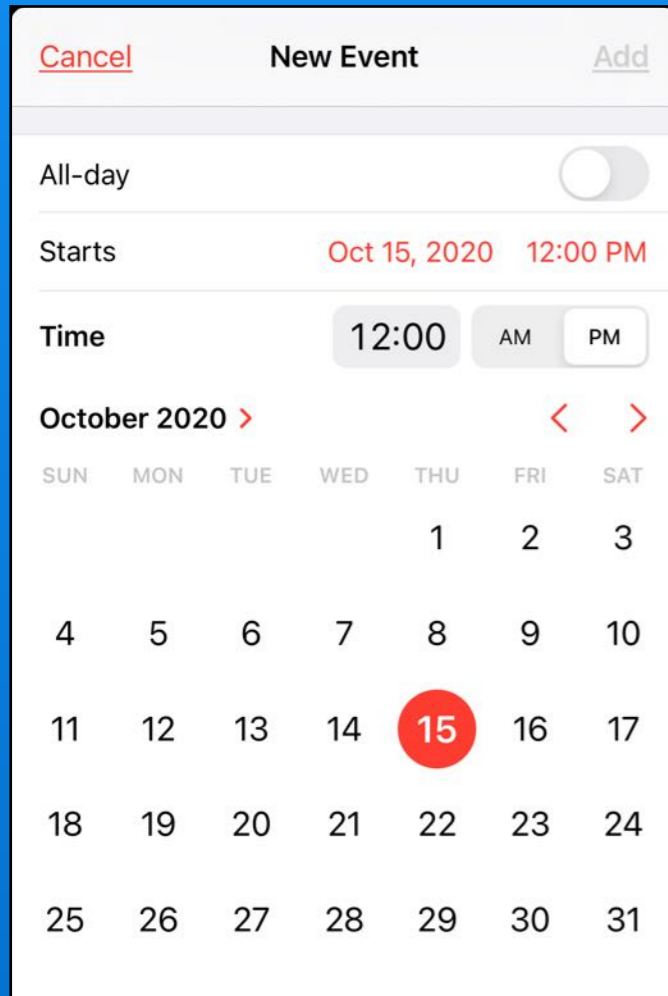 Cancel New Event Add
All-day
Starts Oct 15, 2020 12:00 PM
Time 12:00 AM PM
October 2020
SUN MON TUE WED THU FRI SAT
1 2 3
4 5 6 7 8 9 10
11 12 13 14 15 16 17
18 19 20 21 22 23 24
25 26 27 28 29 30 31